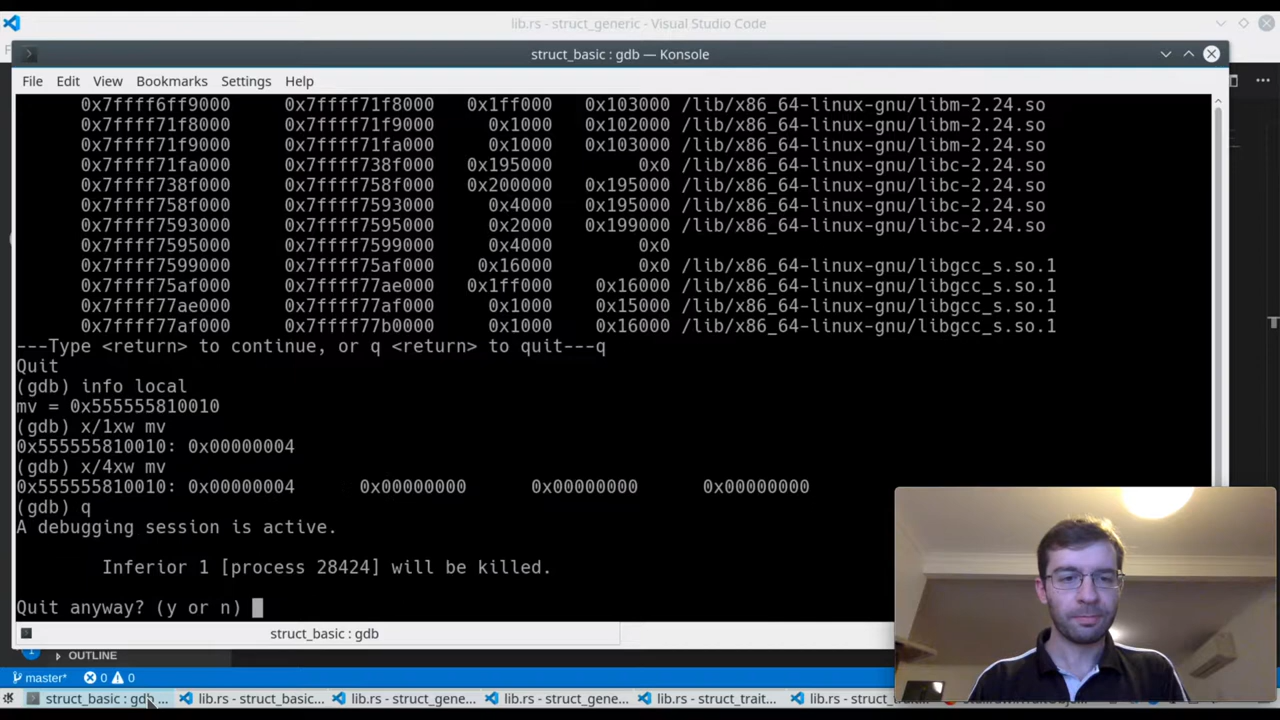 lib.rs - struct_generic - Visual Studio Code
struct_basic : gdb — Konsole
File Edit View Bookmarks Settings Help
0x7ffff6ff9000 0x7ffff71f8000 0x1ff000 0x103000 /lib/x86_64-linux-gnu/libm-2.24.so
0x7ffff71f8000 0x7ffff71f9000 0x1000 0x102000 /lib/x86_64-linux-gnu/libm-2.24.so
0x7ffff71f9000 0x7ffff71fa000 0x1000 0x103000 /lib/x86_64-linux-gnu/libm-2.24.so
0x7ffff71fa000 0x7ffff738f000 0x195000 0x0 /lib/x86_64-linux-gnu/libc-2.24.so
0x7ffff738f000 0x7ffff758f000 0x200000 0x195000 /lib/x86_64-linux-gnu/libc-2.24.so
0x7ffff758f000 0x7ffff7593000 0x4000 0x195000 /lib/x86_64-linux-gnu/libc-2.24.so
0x7ffff7593000 0x7ffff7595000 0x2000 0x199000 /lib/x86_64-linux-gnu/libc-2.24.so
0x7ffff7595000 0x7ffff7599000 0x4000 0x0
0x7ffff7599000 0x7ffff75af000 0x16000 0x0 /lib/x86_64-linux-gnu/libgcc_s.so.1
0x7ffff75af000 0x7ffff77ae000 0x1ff000 0x16000 /lib/x86_64-linux-gnu/libgcc_s.so.1
0x7ffff77ae000 0x7ffff77af000 0x1000 0x15000 /lib/x86_64-linux-gnu/libgcc_s.so.1
0x7ffff77af000 0x7ffff77b0000 0x1000 0x16000 /lib/x86_64-linux-gnu/libgcc_s.so.1
---Type <return> to continue, or q <return> to quit---q
Quit
(gdb) info local
mv = 0x555555810010
(gdb) x/1xw mv
0x555555810010: 0x00000004
(gdb) x/4xw mv
0x555555810010: 0x00000004 0x00000000 0x00000000 0x00000000
(gdb) q
A debugging session is active.
Inferior 1 [process 28424] will be killed.
Quit anyway? (y or n)
struct_basic : gdb
1 OUTLINE
master* 0 0
struct_basic : gdb ... lib.rs - struct_basic... lib.rs - struct_gene... lib.rs - struct_gene... lib.rs - struct_trait...